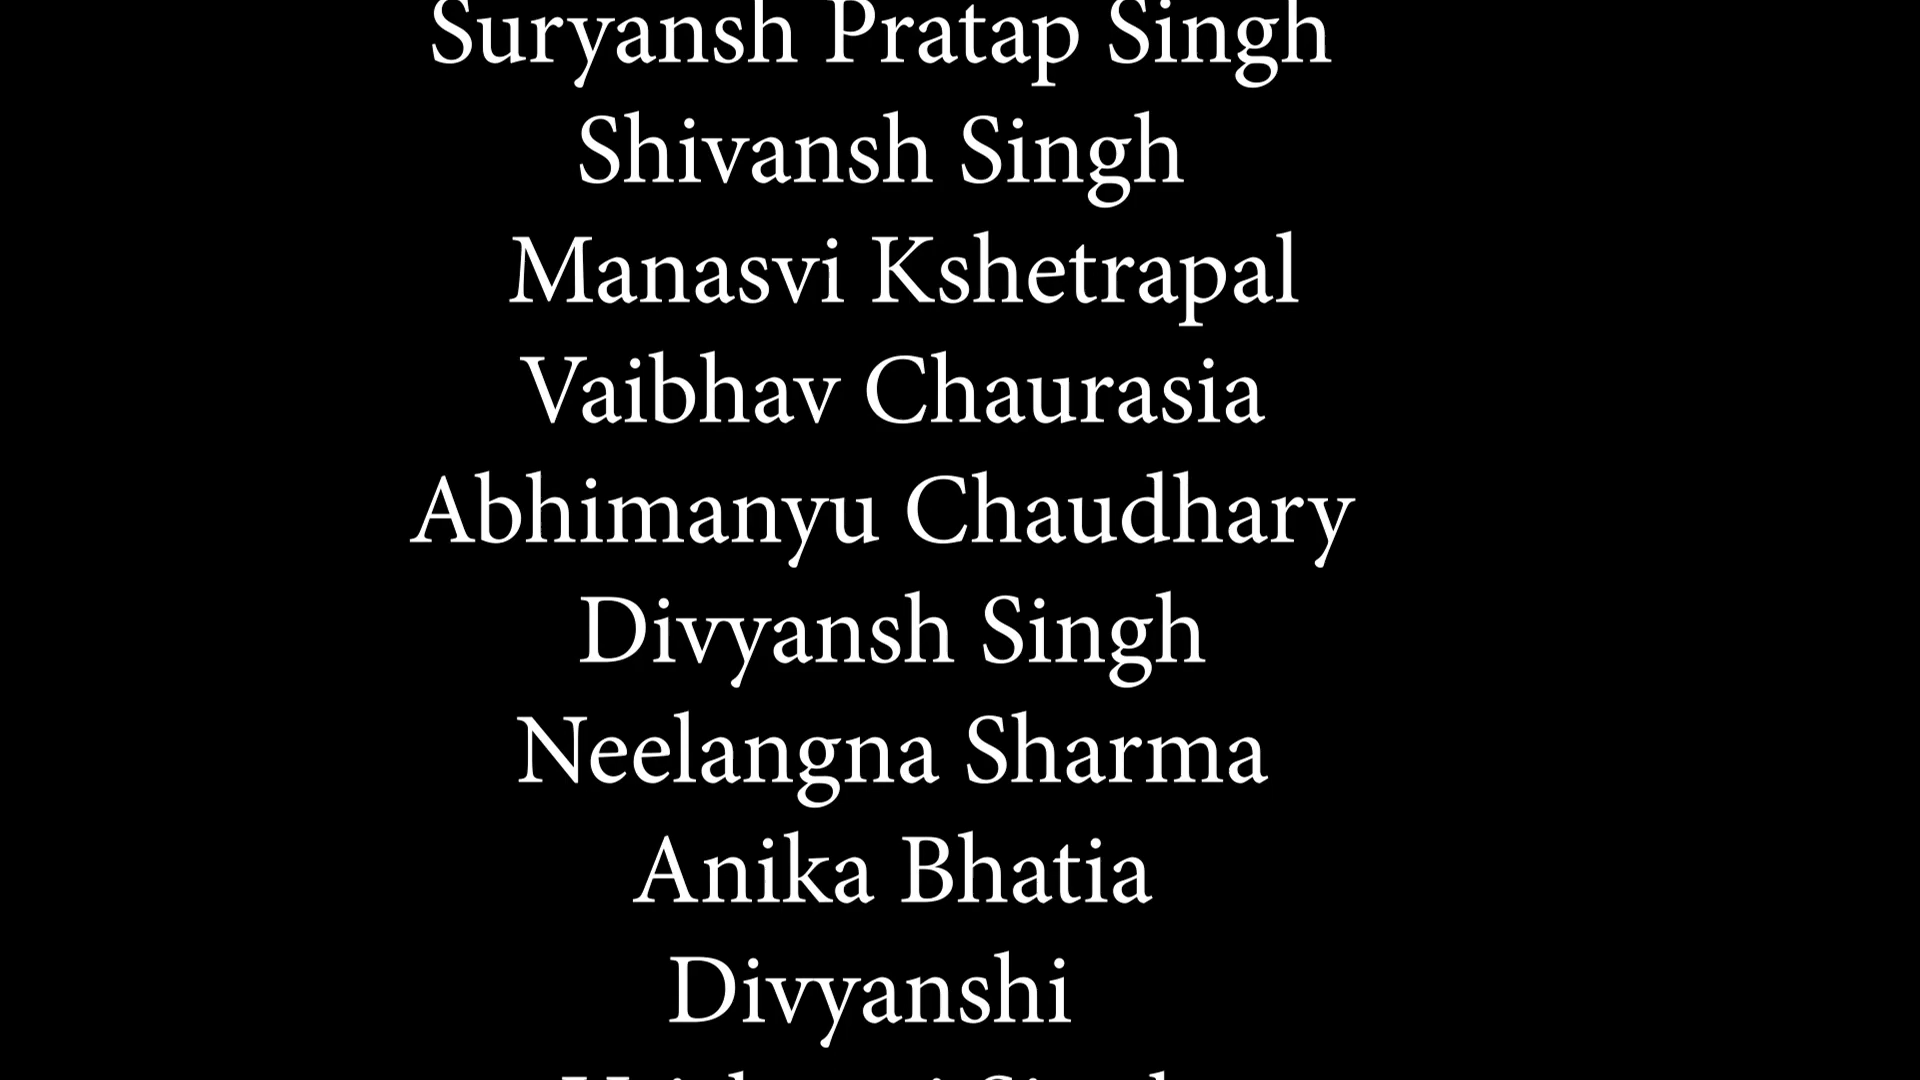 Suryansh Pratap Singh
Shivansh Singh
Manasvi Kshetrapal
Vaibhav Chaurasia
Abhimanyu Chaudhary
Divyansh Singh
Neelangna Sharma
Anika Bhatia
Divyanshi